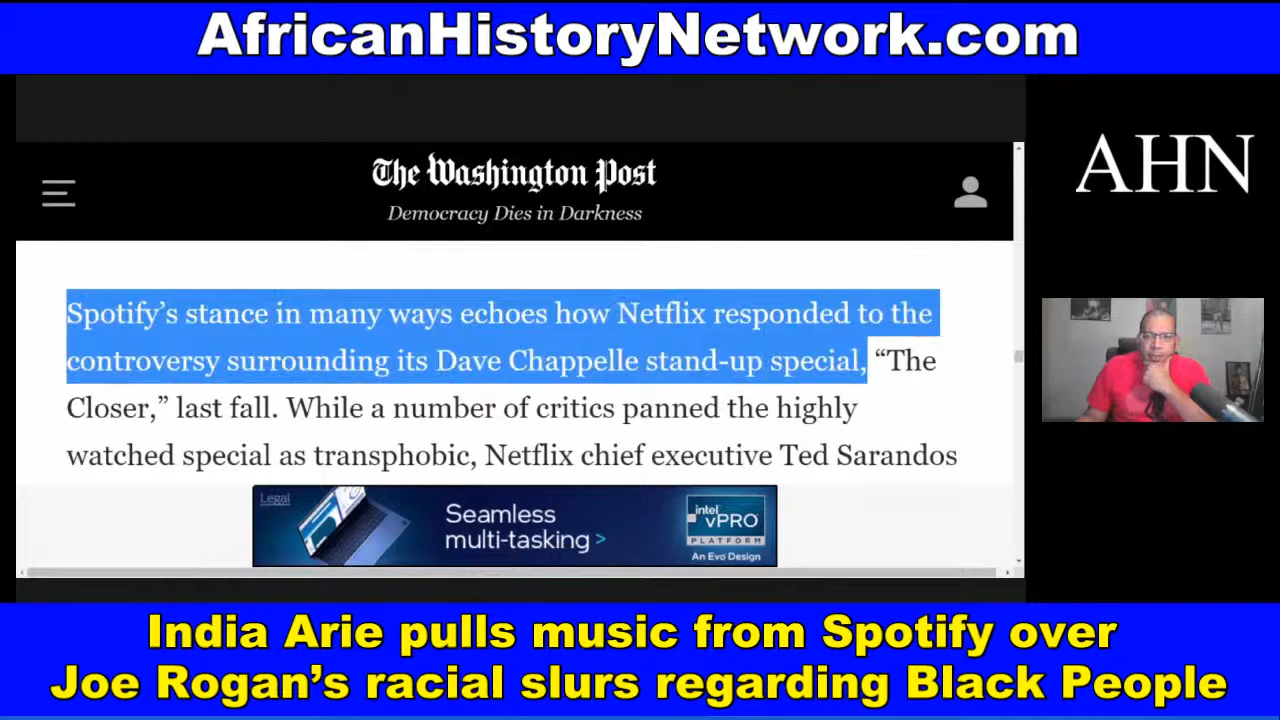 AfricanHistoryNetwork.com
The Washington Post
Democracy Dies in Darkness
AHN
Spotify’s stance in many ways echoes how Netflix responded to the
controversy surrounding its Dave Chappelle stand-up special, “The
Closer,” last fall. While a number of critics panned the highly
watched special as transphobic, Netflix chief executive Ted Sarandos
Legal
Seamless
multi-tasking >
intel
vPRO
PLATFORM
An Evo Design
India Arie pulls music from Spotify over
Joe Rogan’s racial slurs regarding Black People